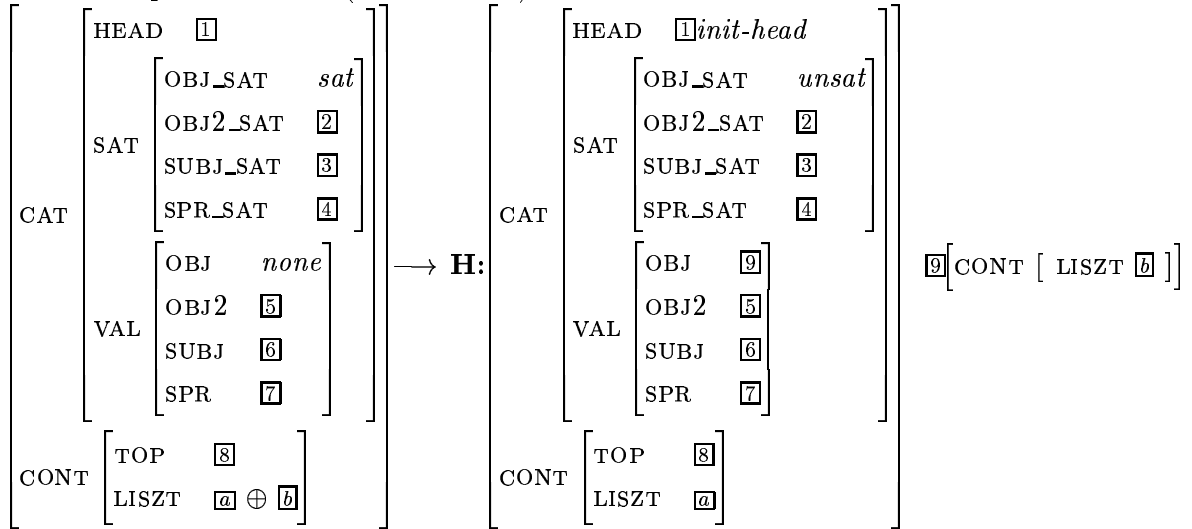 HEAD 1 HEAD 1 init-head
OBJ_SAT sat OBJ_SAT unsat
OBJ2_SAT 2 OBJ2_SAT 2
SAT SAT
SUBJ_SAT 3 SUBJ_SAT 3
SPR_SAT 4 SPR_SAT 4
CAT CAT
OBJ none ⟶ H: OBJ 9 9 [CONT [ LISZT b ]]
OBJ2 5 OBJ2 5
VAL VAL
SUBJ 6 SUBJ 6
SPR 7 SPR 7
TOP 8 TOP 8
CONT CONT
LISZT a ⊕ b LISZT a